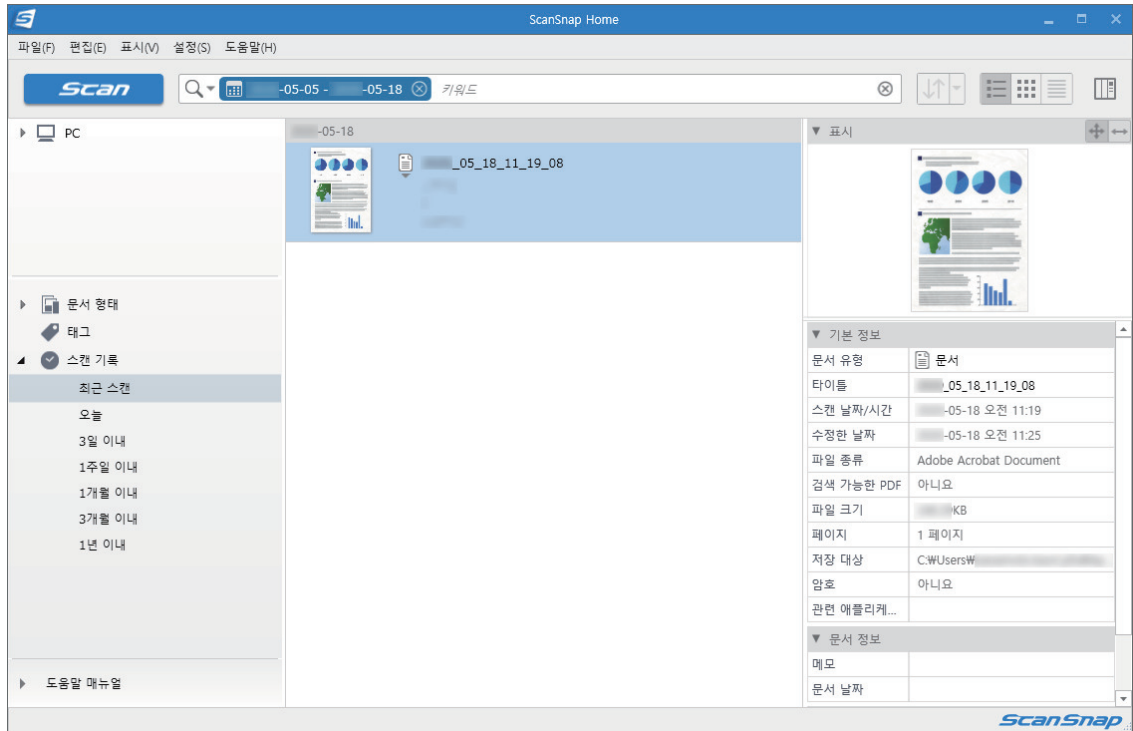 ScanSnap Home
파일(F) 편집(E) 표시(V) 설정(S) 도움말(H)
Scan
-05-05 - -05-18 키워드
PC
문서 형태
태그
스캔 기록
최근 스캔
오늘
3일 이내
1주일 이내
1개월 이내
3개월 이내
1년 이내
도움말 매뉴얼
-05-18
_05_18_11_19_08
표시
기본 정보
문서 유형 문서
타이틀 _05_18_11_19_08
스캔 날짜/시간 -05-18 오전 11:19
수정한 날짜 -05-18 오전 11:25
파일 종류 Adobe Acrobat Document
검색 가능한 PDF 아니요
파일 크기 KB
페이지 1 페이지
저장 대상 C:₩Users₩
암호 아니요
관련 애플리케...
문서 정보
메모
문서 날짜
ScanSnap